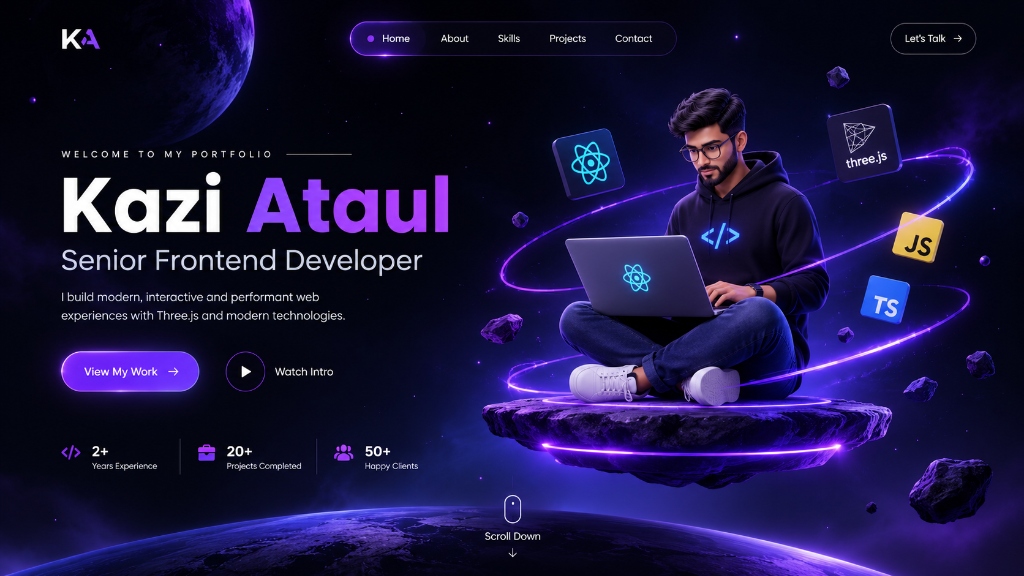 KA
Home About Skills Projects Contact
Let's Talk →
WELCOME TO MY PORTFOLIO
Kazi Ataul
Senior Frontend Developer
I build modern, interactive and performant web
experiences with Three.js and modern technologies.
View My Work →
Watch Intro
</> 2+
Years Experience
20+
Projects Completed
50+
Happy Clients
Scroll Down
three.js
JS
TS
</>